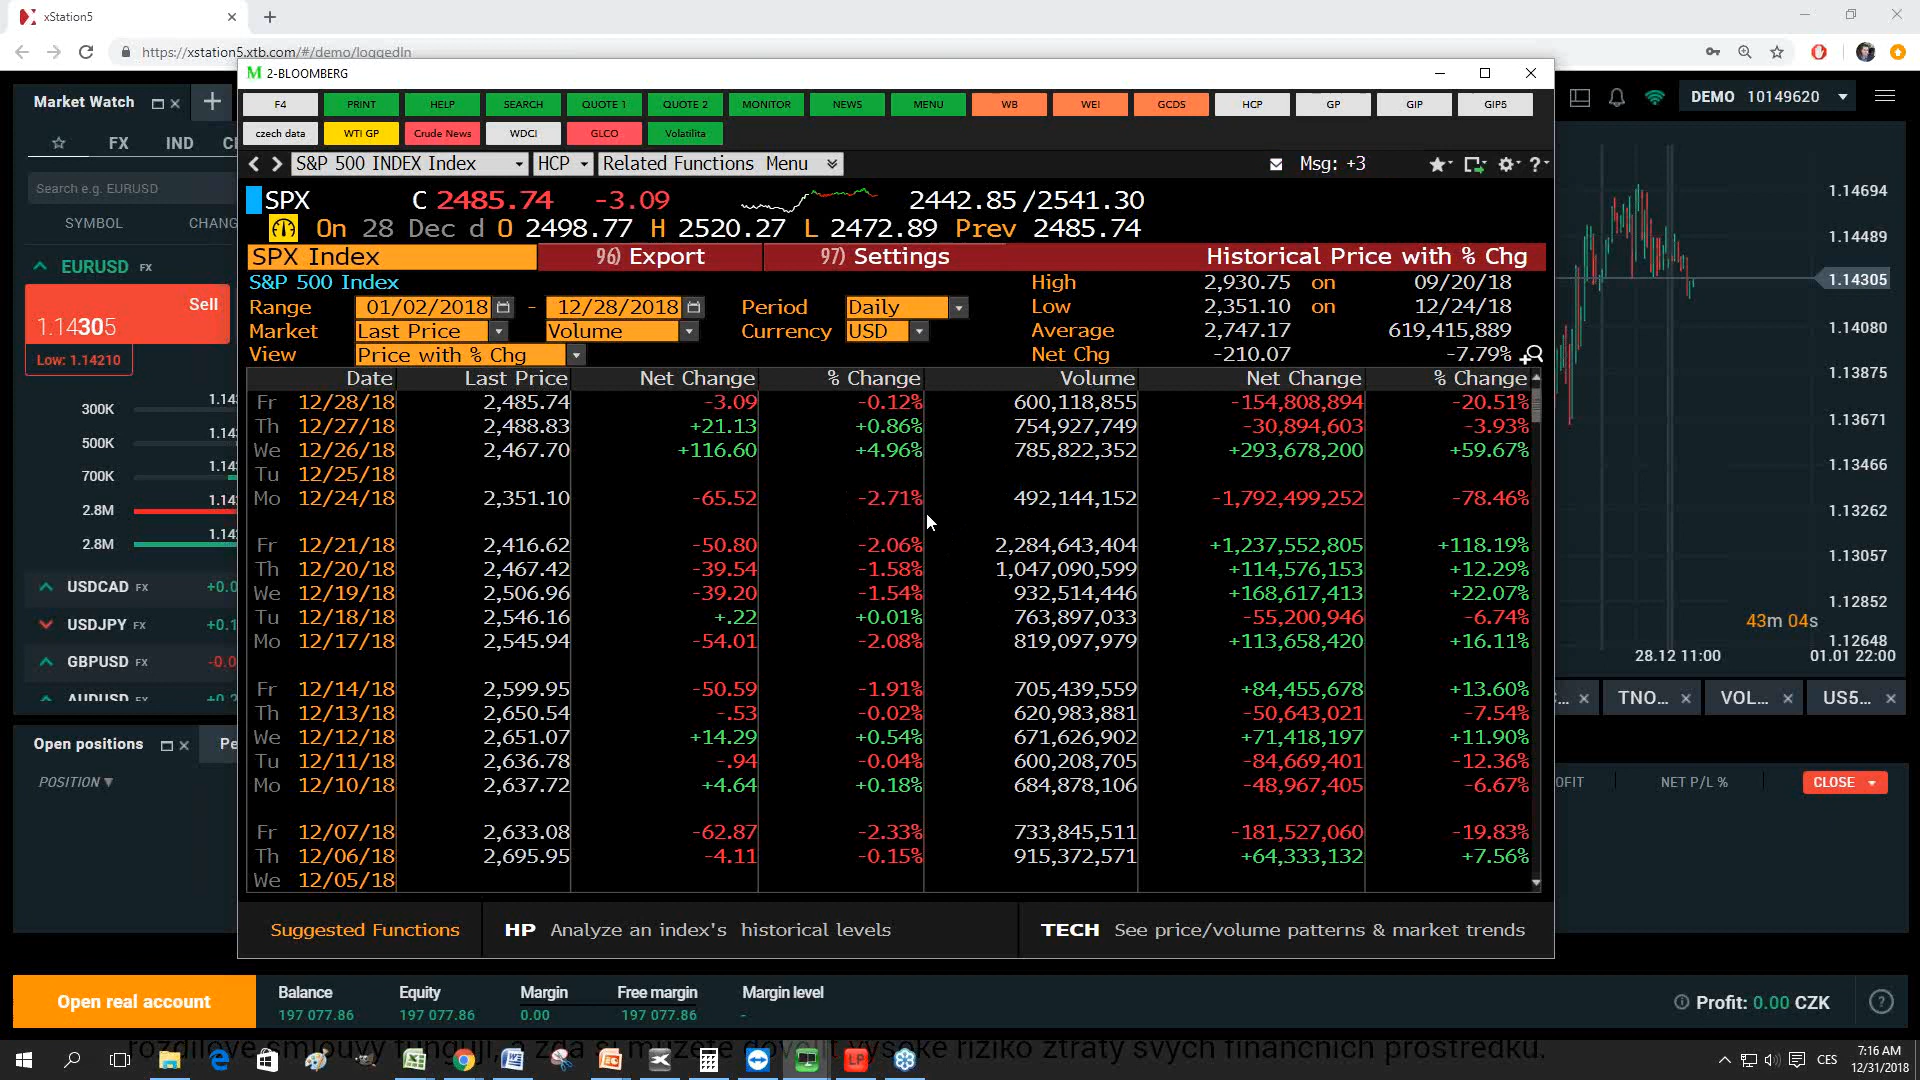 xStation5
https://xstation5.xtb.com/#/demo/loggedIn
2-BLOOMBERG
F4 PRINT HELP SEARCH QUOTE 1 QUOTE 2 MONITOR NEWS MENU WB WEI GCDS HCP GP GIP GIP5
czech data WTI GP Crude News WDCI GLCO Volatilita
S&P 500 INDEX Index HCP Related Functions Menu Msg: +3
SPX C 2485.74 -3.09 2442.85/2541.30
On 28 Dec d O 2498.77 H 2520.27 L 2472.89 Prev 2485.74
SPX Index 96) Export 97) Settings Historical Price with % Chg
S&P 500 Index High 2,930.75 on 09/20/18
Range 01/02/2018 - 12/28/2018 Period Daily Low 2,351.10 on 12/24/18
Market Last Price Volume Currency USD Average 2,747.17 619,415,889
View Price with % Chg Net Chg -210.07 -7.79%
Date Last Price Net Change % Change Volume Net Change % Change
Fr 12/28/18 2,485.74 -3.09 -0.12% 600,118,855 -154,808,894 -20.51%
Th 12/27/18 2,488.83 +21.13 +0.86% 754,927,749 -30,894,603 -3.93%
We 12/26/18 2,467.70 +116.60 +4.96% 785,822,352 +293,678,200 +59.67%
Tu 12/25/18
Mo 12/24/18 2,351.10 -65.52 -2.71% 492,144,152 -1,792,499,252 -78.46%
Fr 12/21/18 2,416.62 -50.80 -2.06% 2,284,643,404 +1,237,552,805 +118.19%
Th 12/20/18 2,467.42 -39.54 -1.58% 1,047,090,599 +114,576,153 +12.29%
We 12/19/18 2,506.96 -39.20 -1.54% 932,514,446 +168,617,413 +22.07%
Tu 12/18/18 2,546.16 +.22 +0.01% 763,897,033 -55,200,946 -6.74%
Mo 12/17/18 2,545.94 -54.01 -2.08% 819,097,979 +113,658,420 +16.11%
Fr 12/14/18 2,599.95 -50.59 -1.91% 705,439,559 +84,455,678 +13.60%
Th 12/13/18 2,650.54 -.53 -0.02% 620,983,881 -50,643,021 -7.54%
We 12/12/18 2,651.07 +14.29 +0.54% 671,626,902 +71,418,197 +11.90%
Tu 12/11/18 2,636.78 -.94 -0.04% 600,208,705 -84,669,401 -12.36%
Mo 12/10/18 2,637.72 +4.64 +0.18% 684,878,106 -48,967,405 -6.67%
Fr 12/07/18 2,633.08 -62.87 -2.33% 733,845,511 -181,527,060 -19.83%
Th 12/06/18 2,695.95 -4.11 -0.15% 915,372,571 +64,333,132 +7.56%
We 12/05/18
Suggested Functions HP Analyze an index's historical levels TECH See price/volume patterns & market trends
Market Watch
FX IND
Search e.g. EURUSD
SYMBOL CHANG
EURUSD FX
Sell
1.14305
Low: 1.14210
300K 1.14
500K 1.14
700K 1.14
2.8M 1.14
2.8M 1.14
USDCAD FX +0.0
USDJPY FX +0.1
GBPUSD FX -0.0
AUDUSD FX +0.2
Open positions Pe
POSITION
DEMO 10149620
1.14694
1.14489
1.14305
1.14080
1.13875
1.13671
1.13466
1.13262
1.13057
1.12852
43m 04s
1.12648
28.12 11:00 01.01 22:00
TNO... VOL... US5...
OFIT NET P/L % CLOSE
Open real account
Balance Equity Margin Free margin Margin level
197 077.86 197 077.86 0.00 197 077.86 -
Profit: 0.00 CZK
CES
7:16 AM
12/31/2018